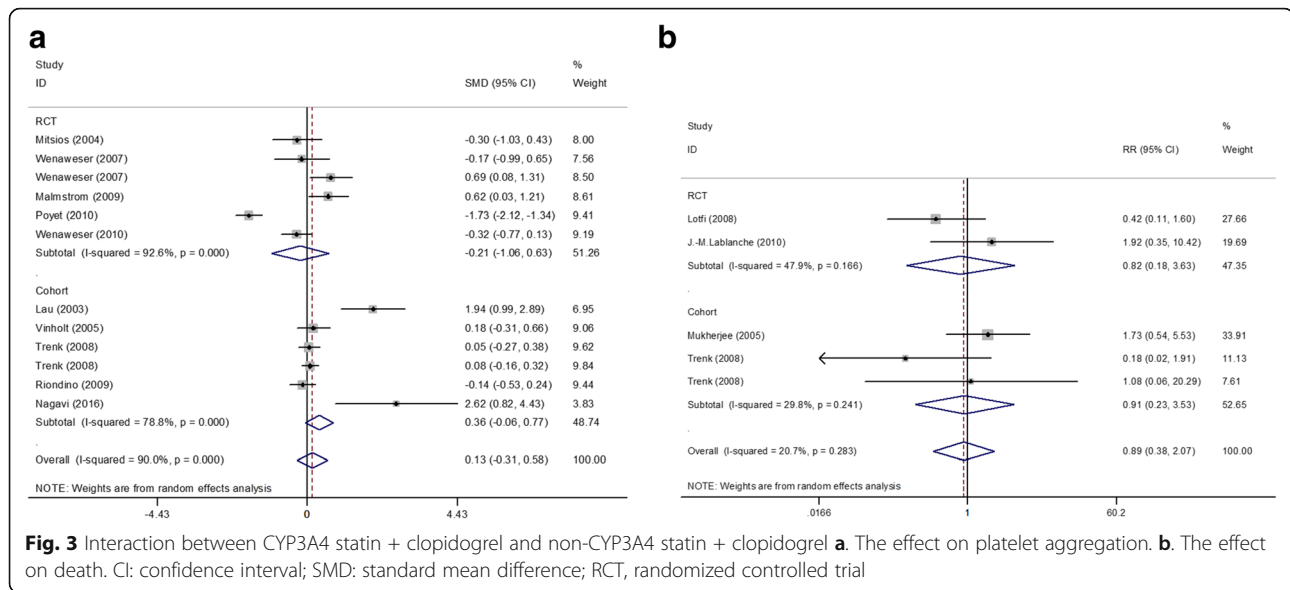 a
Study %
ID SMD (95% CI) Weight
RCT
Mitsios (2004) -0.30 (-1.03, 0.43) 8.00
Wenaweser (2007) -0.17 (-0.99, 0.65) 7.56
Wenaweser (2007) 0.69 (0.08, 1.31) 8.50
Malmstrom (2009) 0.62 (0.03, 1.21) 8.61
Poyet (2010) -1.73 (-2.12, -1.34) 9.41
Wenaweser (2010) -0.32 (-0.77, 0.13) 9.19
Subtotal (I-squared = 92.6%, p = 0.000) -0.21 (-1.06, 0.63) 51.26
.
Cohort
Lau (2003) 1.94 (0.99, 2.89) 6.95
Vinholt (2005) 0.18 (-0.31, 0.66) 9.06
Trenk (2008) 0.05 (-0.27, 0.38) 9.62
Trenk (2008) 0.08 (-0.16, 0.32) 9.84
Riondino (2009) -0.14 (-0.53, 0.24) 9.44
Nagavi (2016) 2.62 (0.82, 4.43) 3.83
Subtotal (I-squared = 78.8%, p = 0.000) 0.36 (-0.06, 0.77) 48.74
.
Overall (I-squared = 90.0%, p = 0.000) 0.13 (-0.31, 0.58) 100.00
NOTE: Weights are from random effects analysis
-4.43 0 4.43
b
Study %
ID RR (95% CI) Weight
RCT
Lotfi (2008) 0.42 (0.11, 1.60) 27.66
J.-M.Lablanche (2010) 1.92 (0.35, 10.42) 19.69
Subtotal (I-squared = 47.9%, p = 0.166) 0.82 (0.18, 3.63) 47.35
.
Cohort
Mukherjee (2005) 1.73 (0.54, 5.53) 33.91
Trenk (2008) 0.18 (0.02, 1.91) 11.13
Trenk (2008) 1.08 (0.06, 20.29) 7.61
Subtotal (I-squared = 29.8%, p = 0.241) 0.91 (0.23, 3.53) 52.65
.
Overall (I-squared = 20.7%, p = 0.283) 0.89 (0.38, 2.07) 100.00
NOTE: Weights are from random effects analysis
.0166 1 60.2
Fig. 3 Interaction between CYP3A4 statin + clopidogrel and non-CYP3A4 statin + clopidogrel a. The effect on platelet aggregation. b. The effect
on death. CI: confidence interval; SMD: standard mean difference; RCT, randomized controlled trial